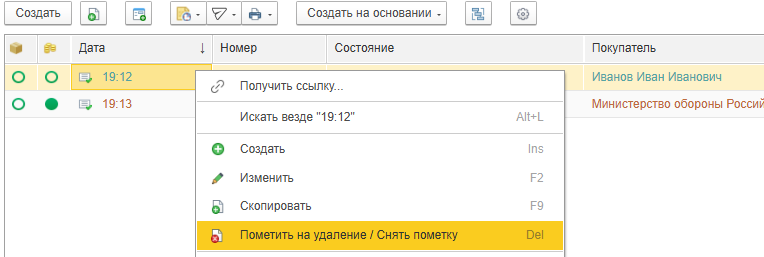 Создать Создать на основании
Дата ↓ Номер Состояние Покупатель
19:12 Иванов Иван Иванович
19:13 Министерство обороны Россий
Получить ссылку...
Искать везде "19:12" Alt+L
Создать Ins
Изменить F2
Скопировать F9
Пометить на удаление / Снять пометку Del